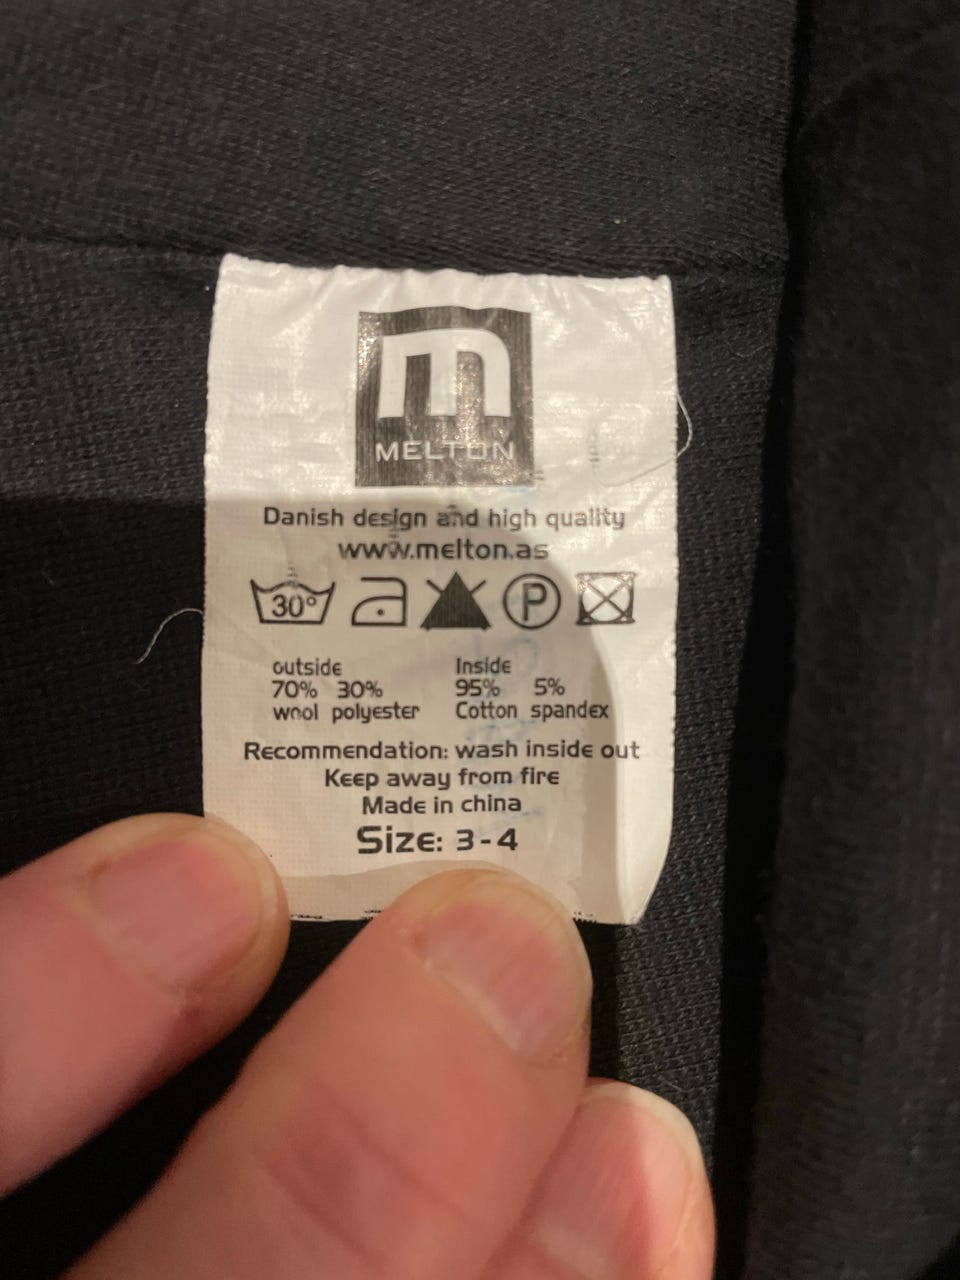 m
MELTON
Danish design and high quality
www.melton.as
30° P
outside Inside
70% 30% 95% 5%
wool polyester Cotton spandex
Recommendation: wash inside out
Keep away from fire
Made in china
Size: 3-4